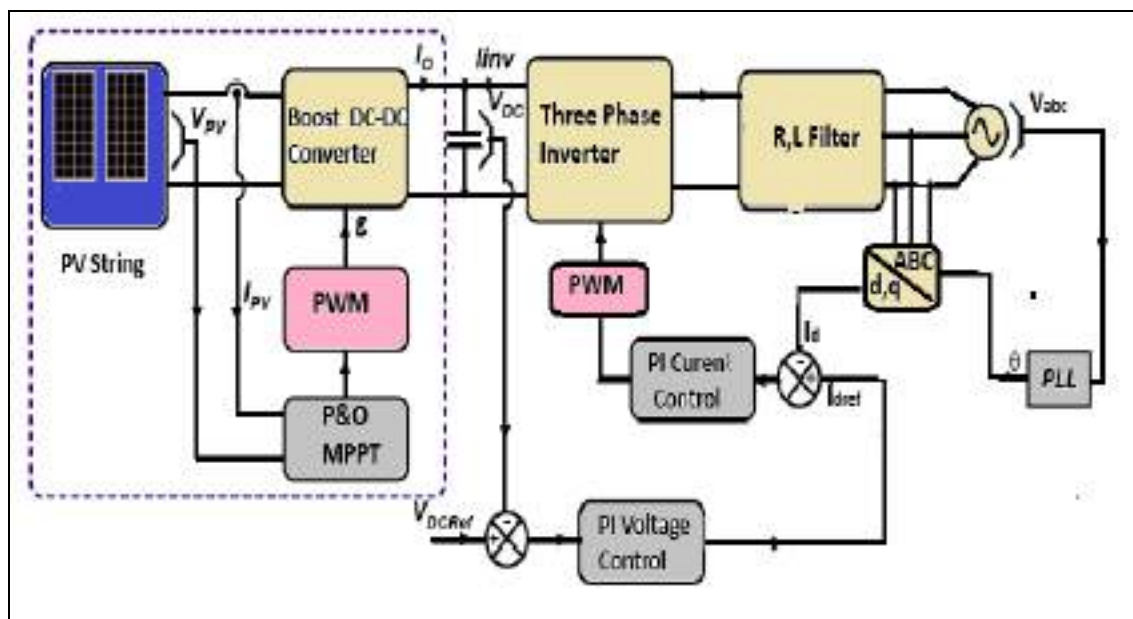 I_O
Iinv
V_DC
V_PV
Boost DC-DC
Converter
Three Phase
Inverter
R,L Filter
Vabc
PV String
g
I_PV
PWM
PWM
ABC
d,q
I_d
θ
PLL
PI Curent
Control
I_dref
P&O
MPPT
V_DCRef
PI Voltage
Control